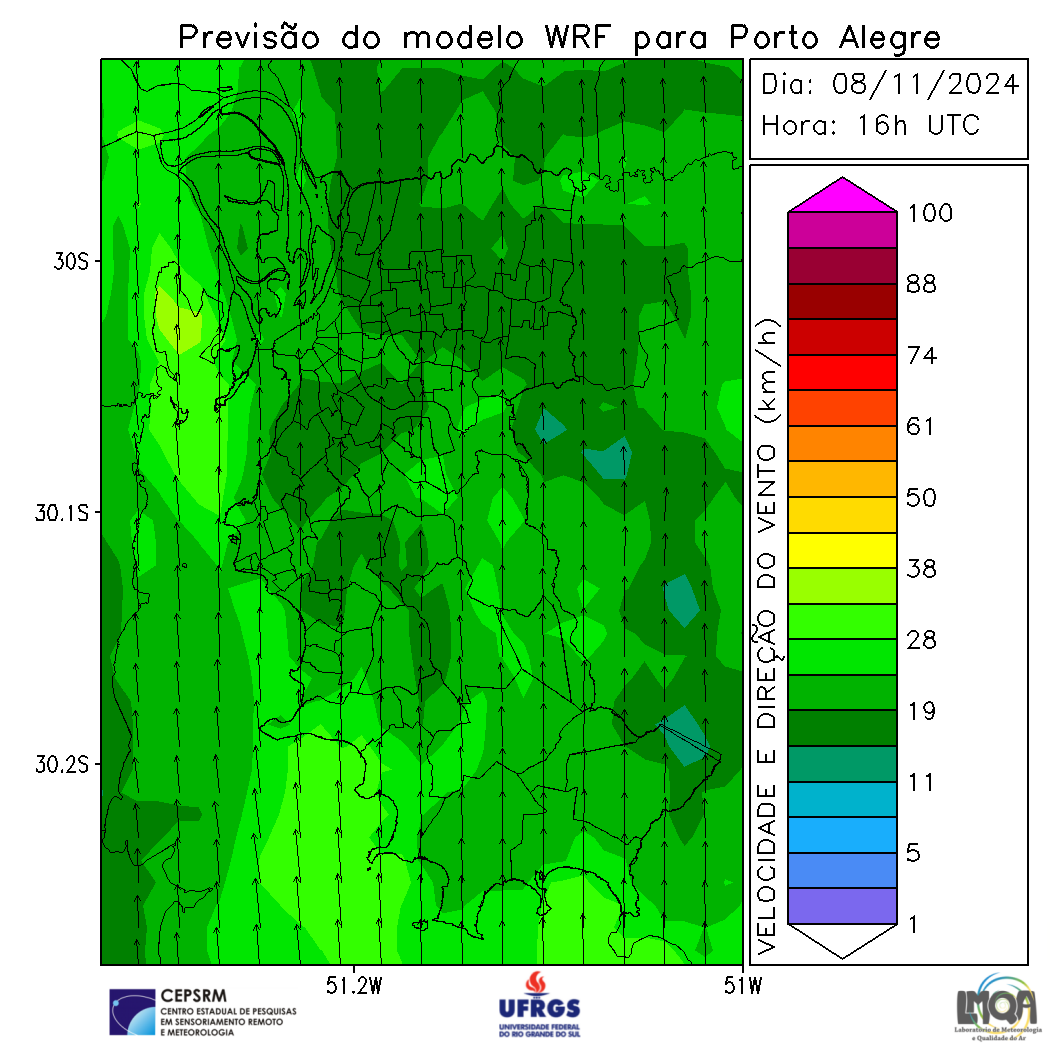 Previsão do modelo WRF para Porto Alegre
Dia: 08/11/2024
Hora: 16h UTC
30S
30.1S
30.2S
51.2W
51W
VELOCIDADE E DIREÇÃO DO VENTO (km/h)
100
88
74
61
50
38
28
19
11
5
1
CEPSRM
CENTRO ESTADUAL DE PESQUISAS
EM SENSORIAMENTO REMOTO
E METEOROLOGIA
UFRGS
UNIVERSIDADE FEDERAL
DO RIO GRANDE DO SUL
LMQA
Laboratório de Meteorologia
e Qualidade do Ar